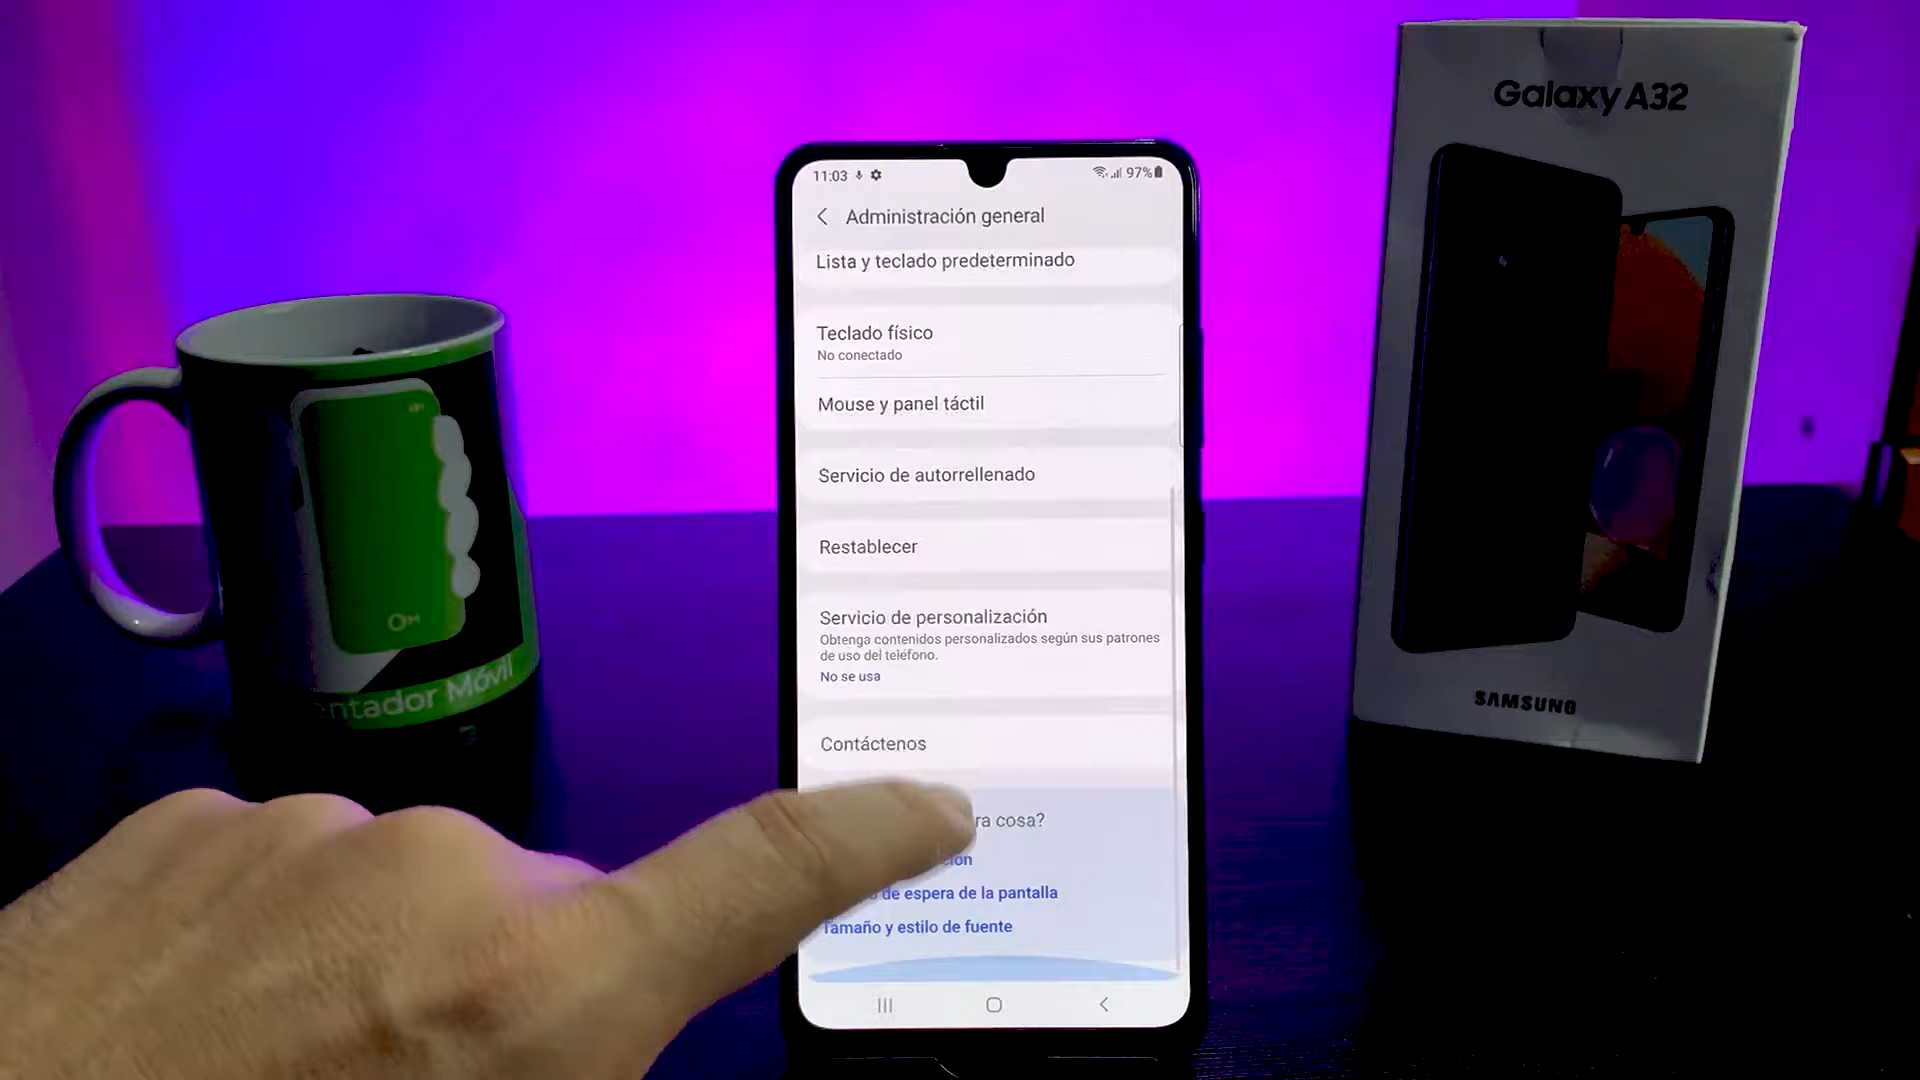 Galaxy A32
11:03
97%
Administración general
Lista y teclado predeterminado
Teclado físico
No conectado
Mouse y panel táctil
Servicio de autorrellenado
Restablecer
Servicio de personalización
Obtenga contenidos personalizados según sus patrones
de uso del teléfono.
No se usa
Contáctenos
cosa?
de espera de la pantalla
Tamaño y estilo de fuente
Móvil
SAMSUNG